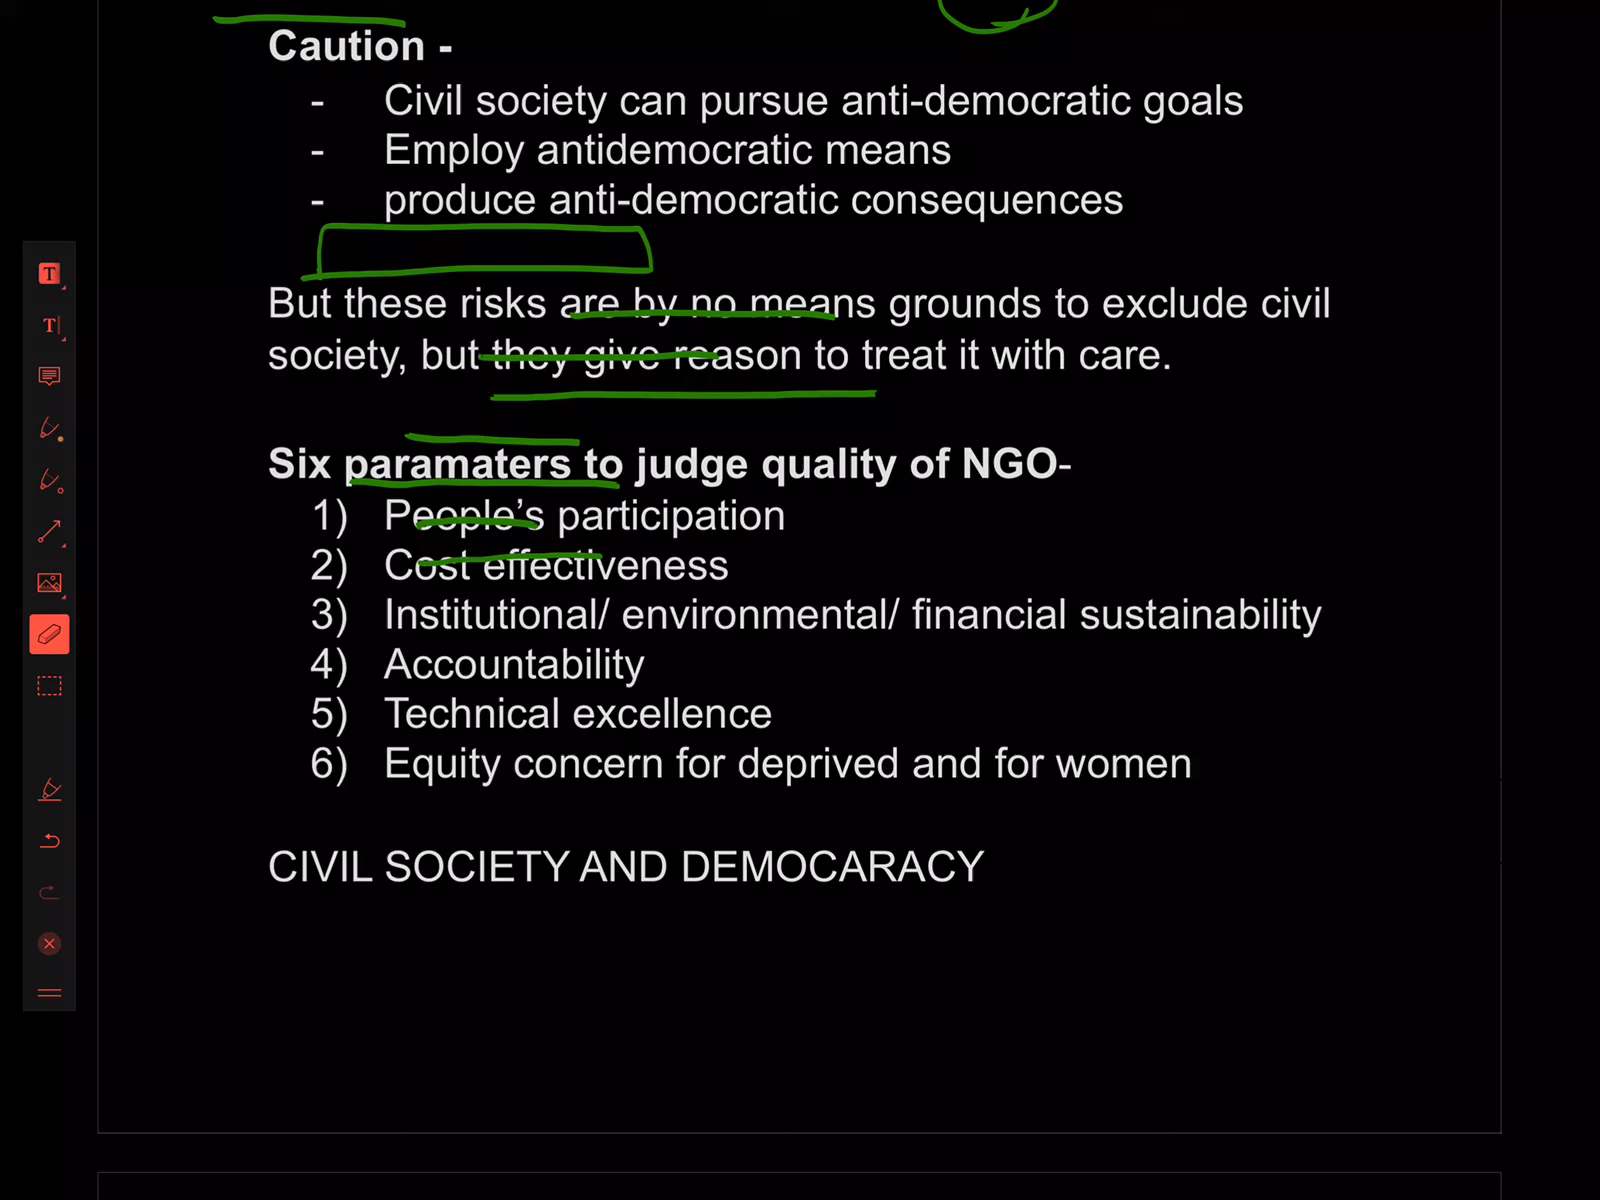 Caution -
- Civil society can pursue anti-democratic goals
- Employ antidemocratic means
- produce anti-democratic consequences
But these risks are by no means grounds to exclude civil
society, but they give reason to treat it with care.
Six paramaters to judge quality of NGO-
1) People's participation
2) Cost effectiveness
3) Institutional/ environmental/ financial sustainability
4) Accountability
5) Technical excellence
6) Equity concern for deprived and for women
CIVIL SOCIETY AND DEMOCARACY